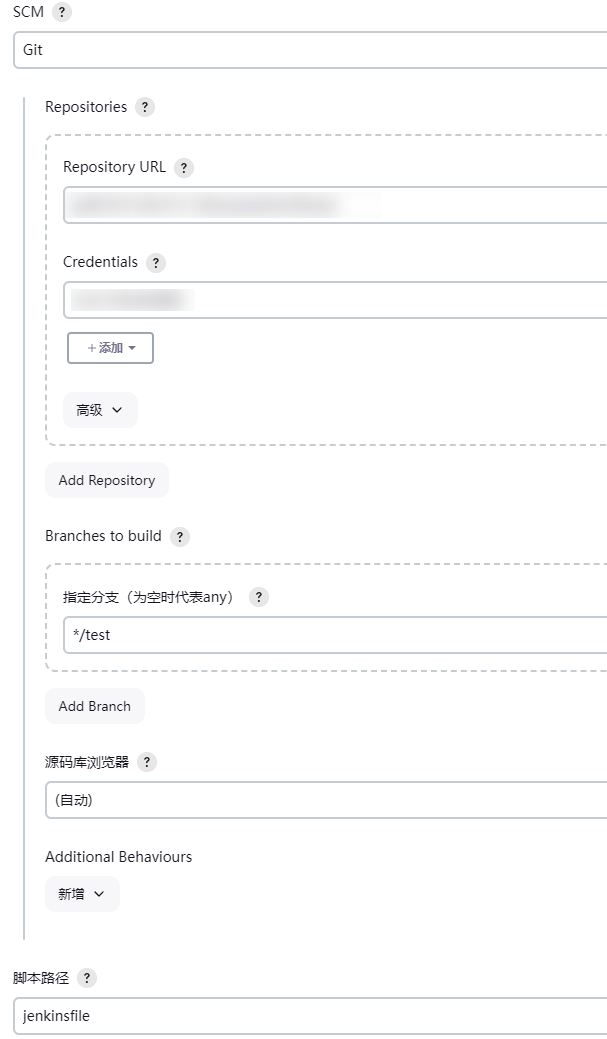 SCM ?
Git
Repositories ?
Repository URL ?
Credentials ?
+添加
高级
Add Repository
Branches to build ?
指定分支（为空时代表any） ?
*/test
Add Branch
源码库浏览器 ?
(自动)
Additional Behaviours
新增
脚本路径 ?
jenkinsfile